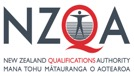 NZQA
NEW ZEALAND QUALIFICATIONS AUTHORITY
MANA TOHU MĀTAURANGA O AOTEAROA